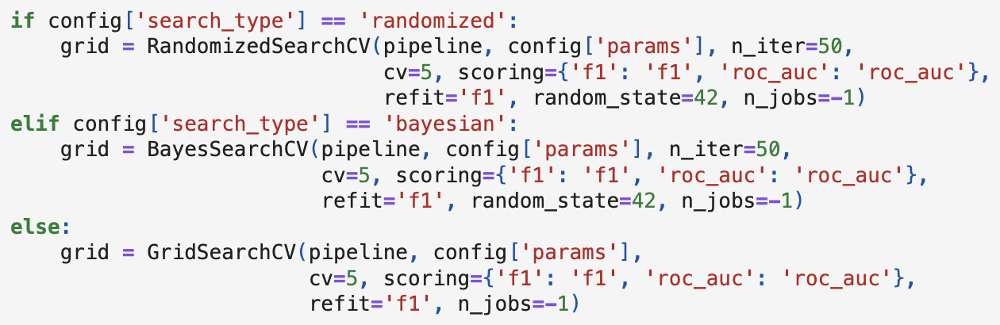 if config['search_type'] == 'randomized':
    grid = RandomizedSearchCV(pipeline, config['params'], n_iter=50,
                              cv=5, scoring={'f1': 'f1', 'roc_auc': 'roc_auc'},
                              refit='f1', random_state=42, n_jobs=-1)
elif config['search_type'] == 'bayesian':
    grid = BayesSearchCV(pipeline, config['params'], n_iter=50,
                         cv=5, scoring={'f1': 'f1', 'roc_auc': 'roc_auc'},
                         refit='f1', random_state=42, n_jobs=-1)
else:
    grid = GridSearchCV(pipeline, config['params'],
                        cv=5, scoring={'f1': 'f1', 'roc_auc': 'roc_auc'},
                        refit='f1', n_jobs=-1)